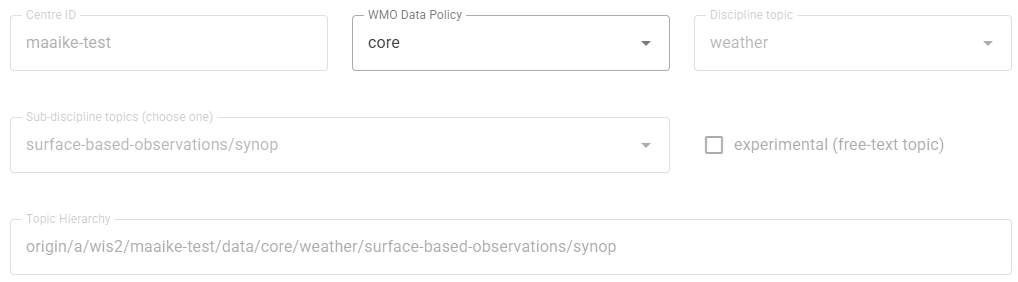 Centre ID
maaike-test
WMO Data Policy
core
Discipline topic
weather
Sub-discipline topics (choose one)
surface-based-observations/synop
experimental (free-text topic)
Topic Hierarchy
origin/a/wis2/maaike-test/data/core/weather/surface-based-observations/synop